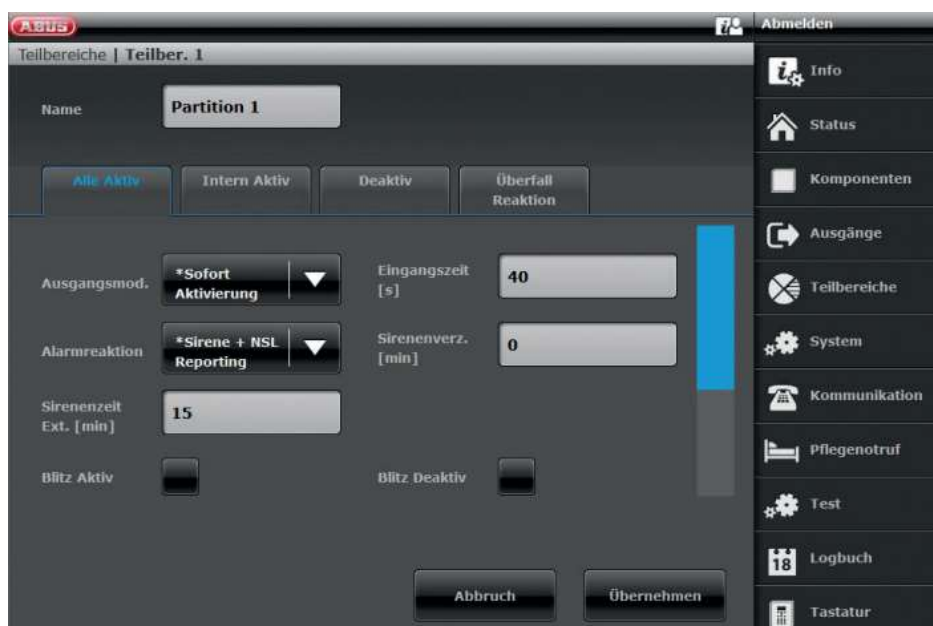 ABUS
Teilbereiche | Teilber. 1
Name
Partition 1
Alle Aktiv
Intern Aktiv
Deaktiv
Überfall
Reaktion
Ausgangsmod.
*Sofort
Aktivierung
Eingangszeit
[s]
40
Alarmreaktion
*Sirene + NSL
Reporting
Sirenenverz.
[min]
0
Sirenenzeit
Ext. [min]
15
Blitz Aktiv
Blitz Deaktiv
Abbruch
Übernehmen
Abmelden
Info
Status
Komponenten
Ausgänge
Teilbereiche
System
Kommunikation
Pflegenotruf
Test
18
Logbuch
Tastatur